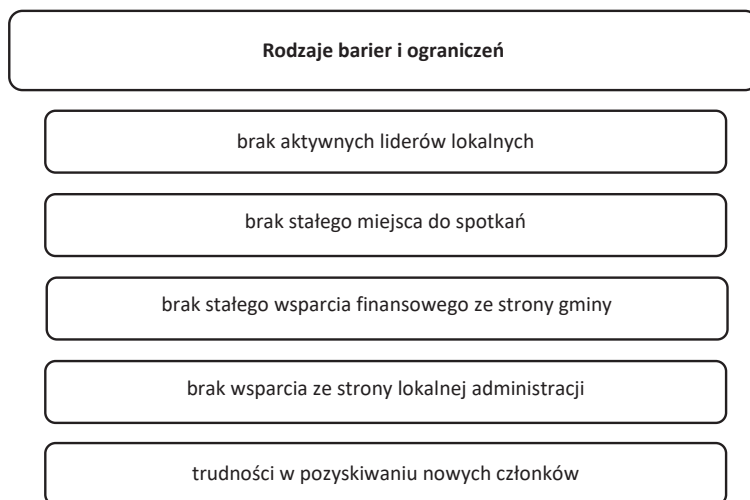 Rodzaje barier i ograniczeń
brak aktywnych liderów lokalnych
brak stałego miejsca do spotkań
brak stałego wsparcia finansowego ze strony gminy
brak wsparcia ze strony lokalnej administracji
trudności w pozyskiwaniu nowych członków